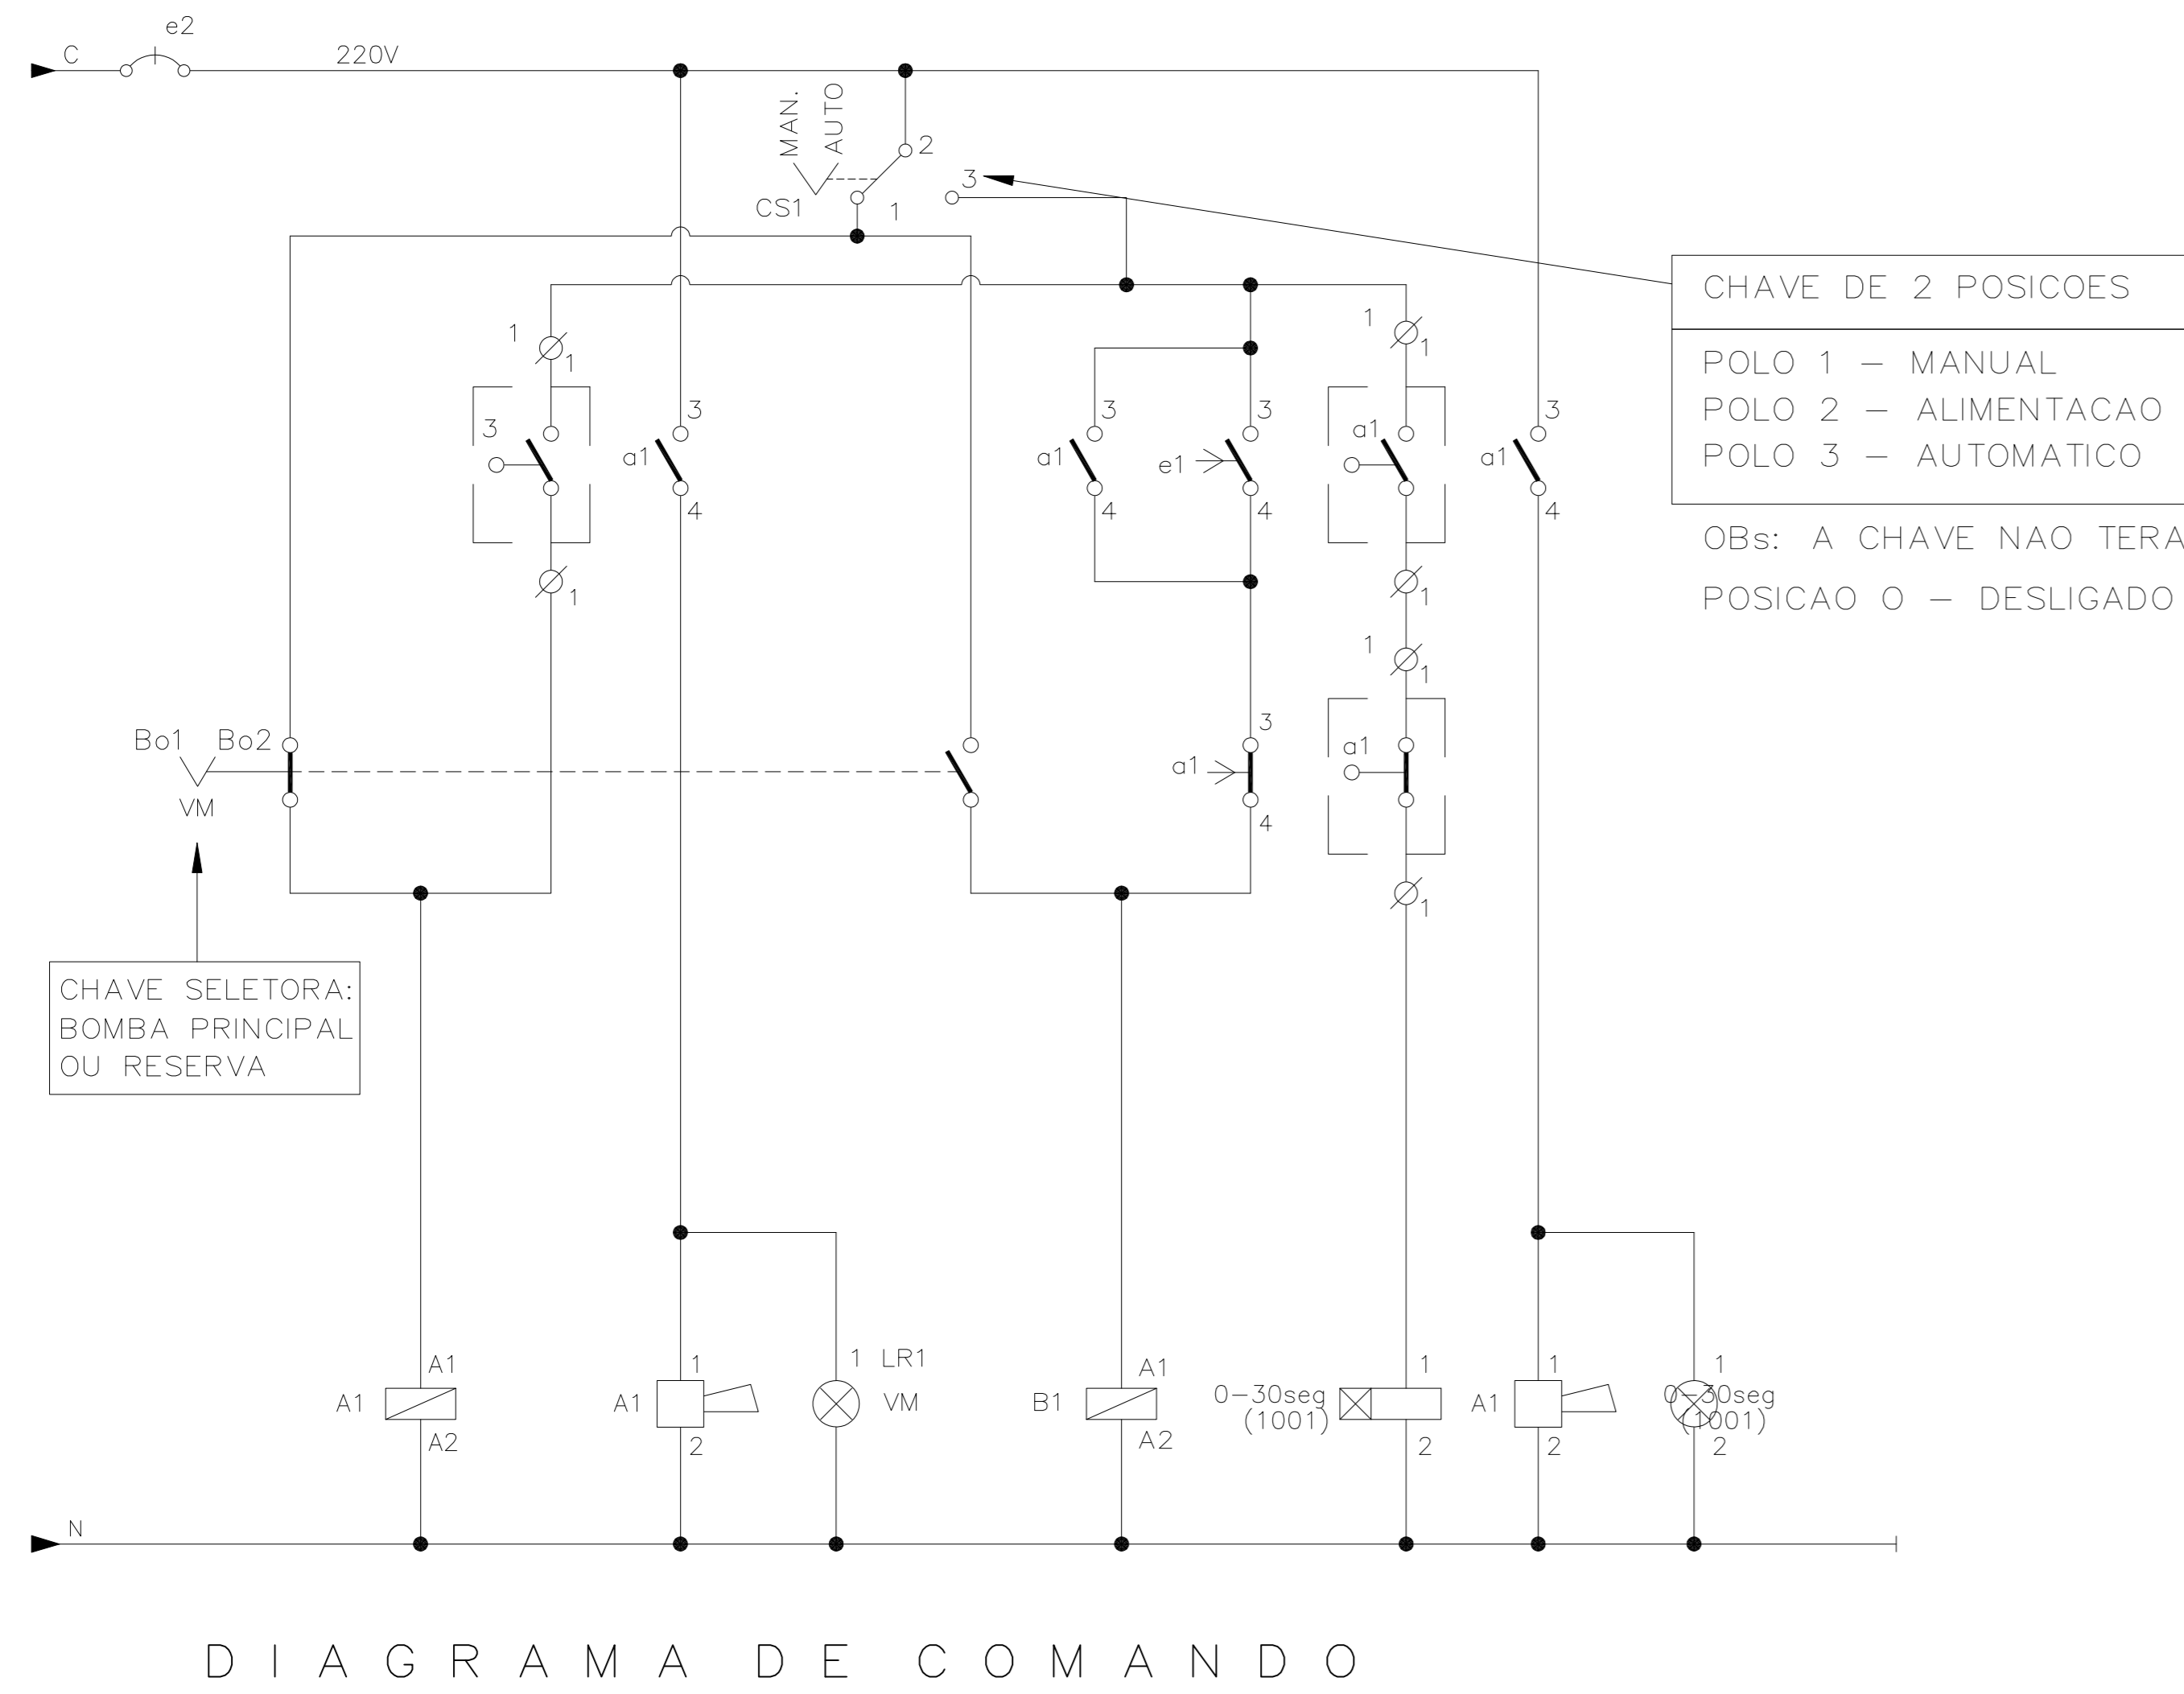 e2
C
220V
MAN.
AUTO
2
3
CS1
1
CHAVE DE 2 POSICOES
POLO 1 — MANUAL
POLO 2 — ALIMENTACAO
POLO 3 — AUTOMATICO
OBs: A CHAVE NAO TERA
POSICAO 0 — DESLIGADO
1
1
1
1
3
3
3
3
a1
3
a1
a1
e1
a1
4
4
4
4
1
1
1
1
Bo1 Bo2
3
a1
a1
VM
4
1
CHAVE SELETORA:
BOMBA PRINCIPAL
OU RESERVA
A1
1
1 LR1
A1
1
1
1
A1
A1
VM
B1
0—30seg
(1001)
A1
0—30seg
(1001)
A2
2
A2
2
2
2
N
DIAGRAMA DE COMANDO